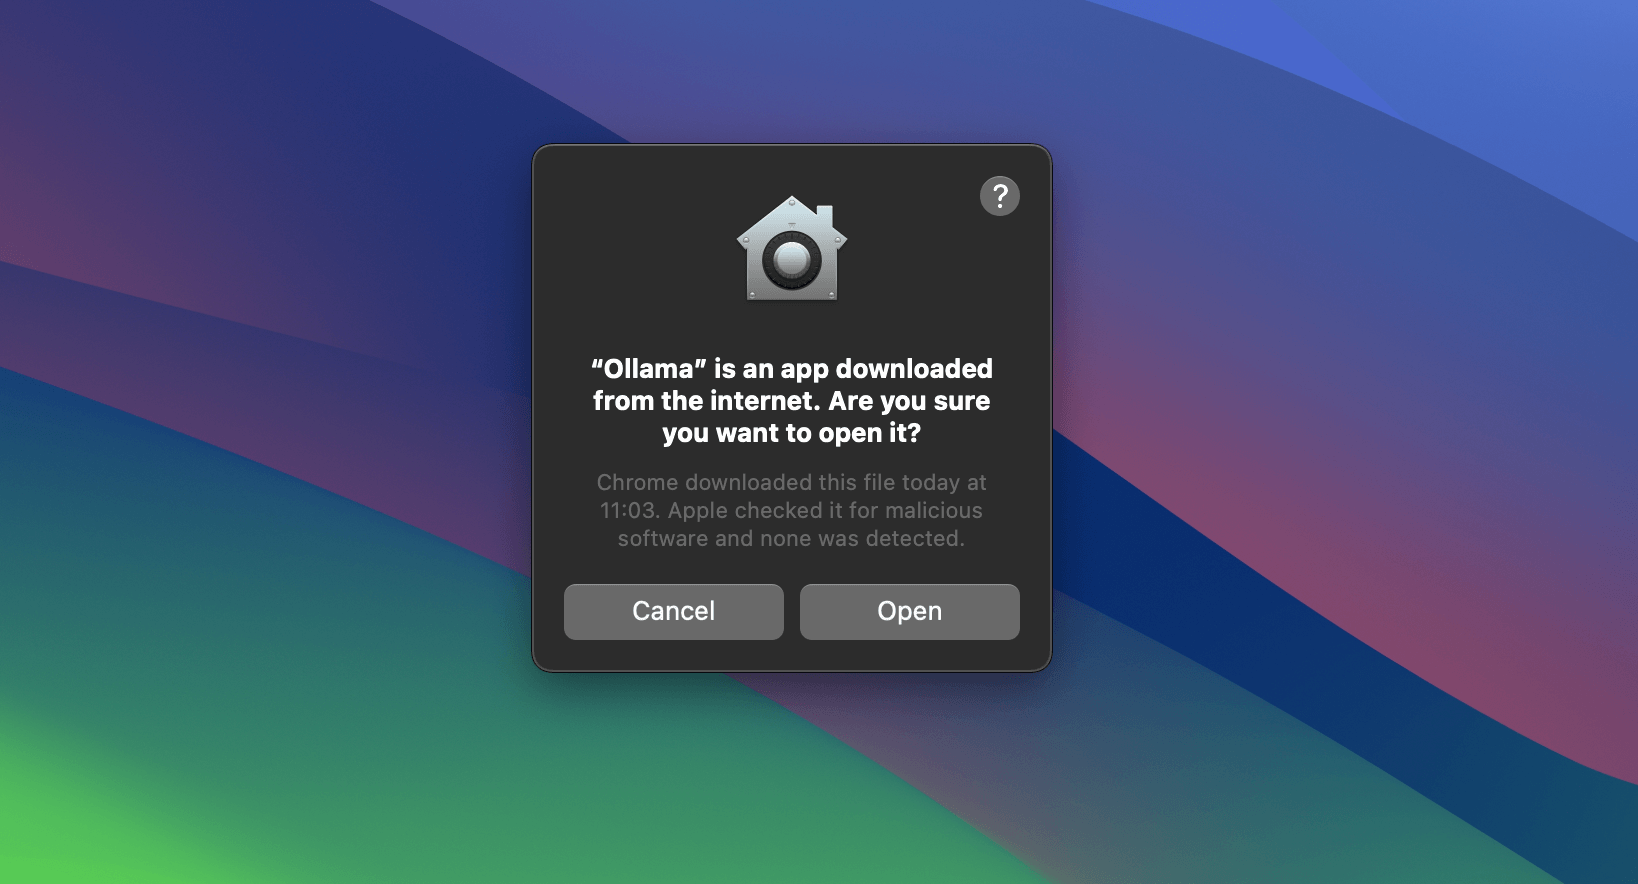 ?
“Ollama” is an app downloaded
from the internet. Are you sure
you want to open it?
Chrome downloaded this file today at
11:03. Apple checked it for malicious
software and none was detected.
Cancel
Open